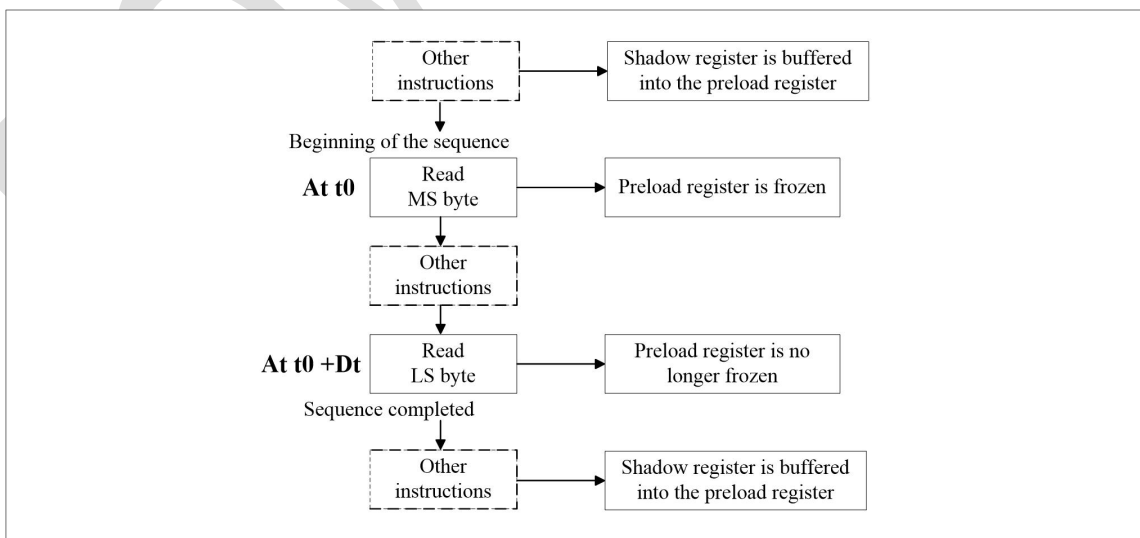 Other
instructions
Shadow register is buffered
into the preload register
Beginning of the sequence
At t0
Read
MS byte
Preload register is frozen
Other
instructions
At t0 +Dt
Read
LS byte
Preload register is no
longer frozen
Sequence completed
Other
instructions
Shadow register is buffered
into the preload register